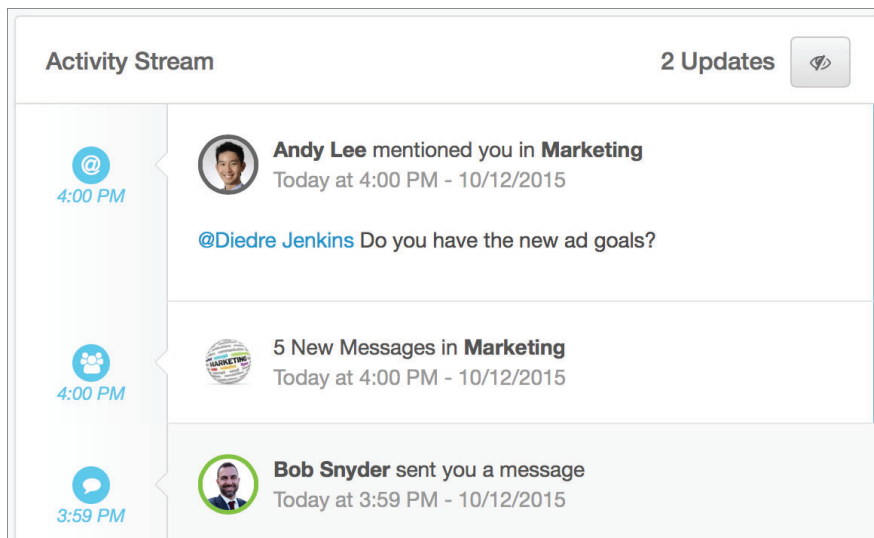 Activity Stream
2 Updates
@
4:00 PM
Andy Lee mentioned you in Marketing
Today at 4:00 PM - 10/12/2015
@Diedre Jenkins Do you have the new ad goals?
4:00 PM
MARKETING
5 New Messages in Marketing
Today at 4:00 PM - 10/12/2015
3:59 PM
Bob Snyder sent you a message
Today at 3:59 PM - 10/12/2015